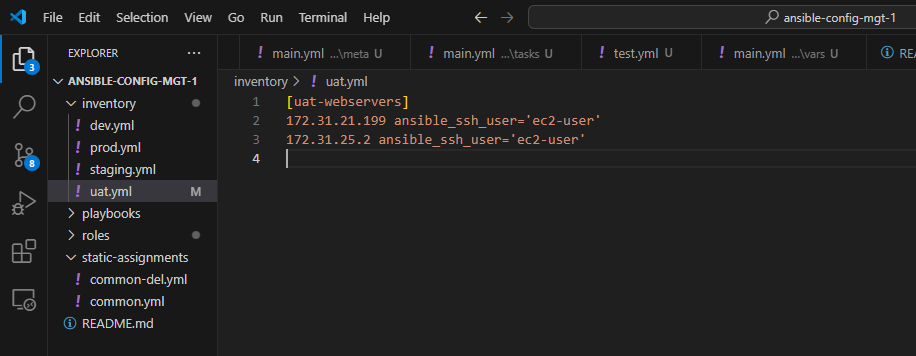 File Edit Selection View Go Run Terminal Help ← → ansible-config-mgt-1
EXPLORER ...
main.yml ...\meta U main.yml ...\tasks U test.yml U main.yml ...\vars U REA
3
ANSIBLE-CONFIG-MGT-1
inventory > ! uat.yml
inventory
1 [uat-webservers]
! dev.yml
2 172.31.21.199 ansible_ssh_user='ec2-user'
! prod.yml
3 172.31.25.2 ansible_ssh_user='ec2-user'
! staging.yml
4
8
! uat.yml M
playbooks
roles
static-assignments
! common-del.yml
! common.yml
README.md